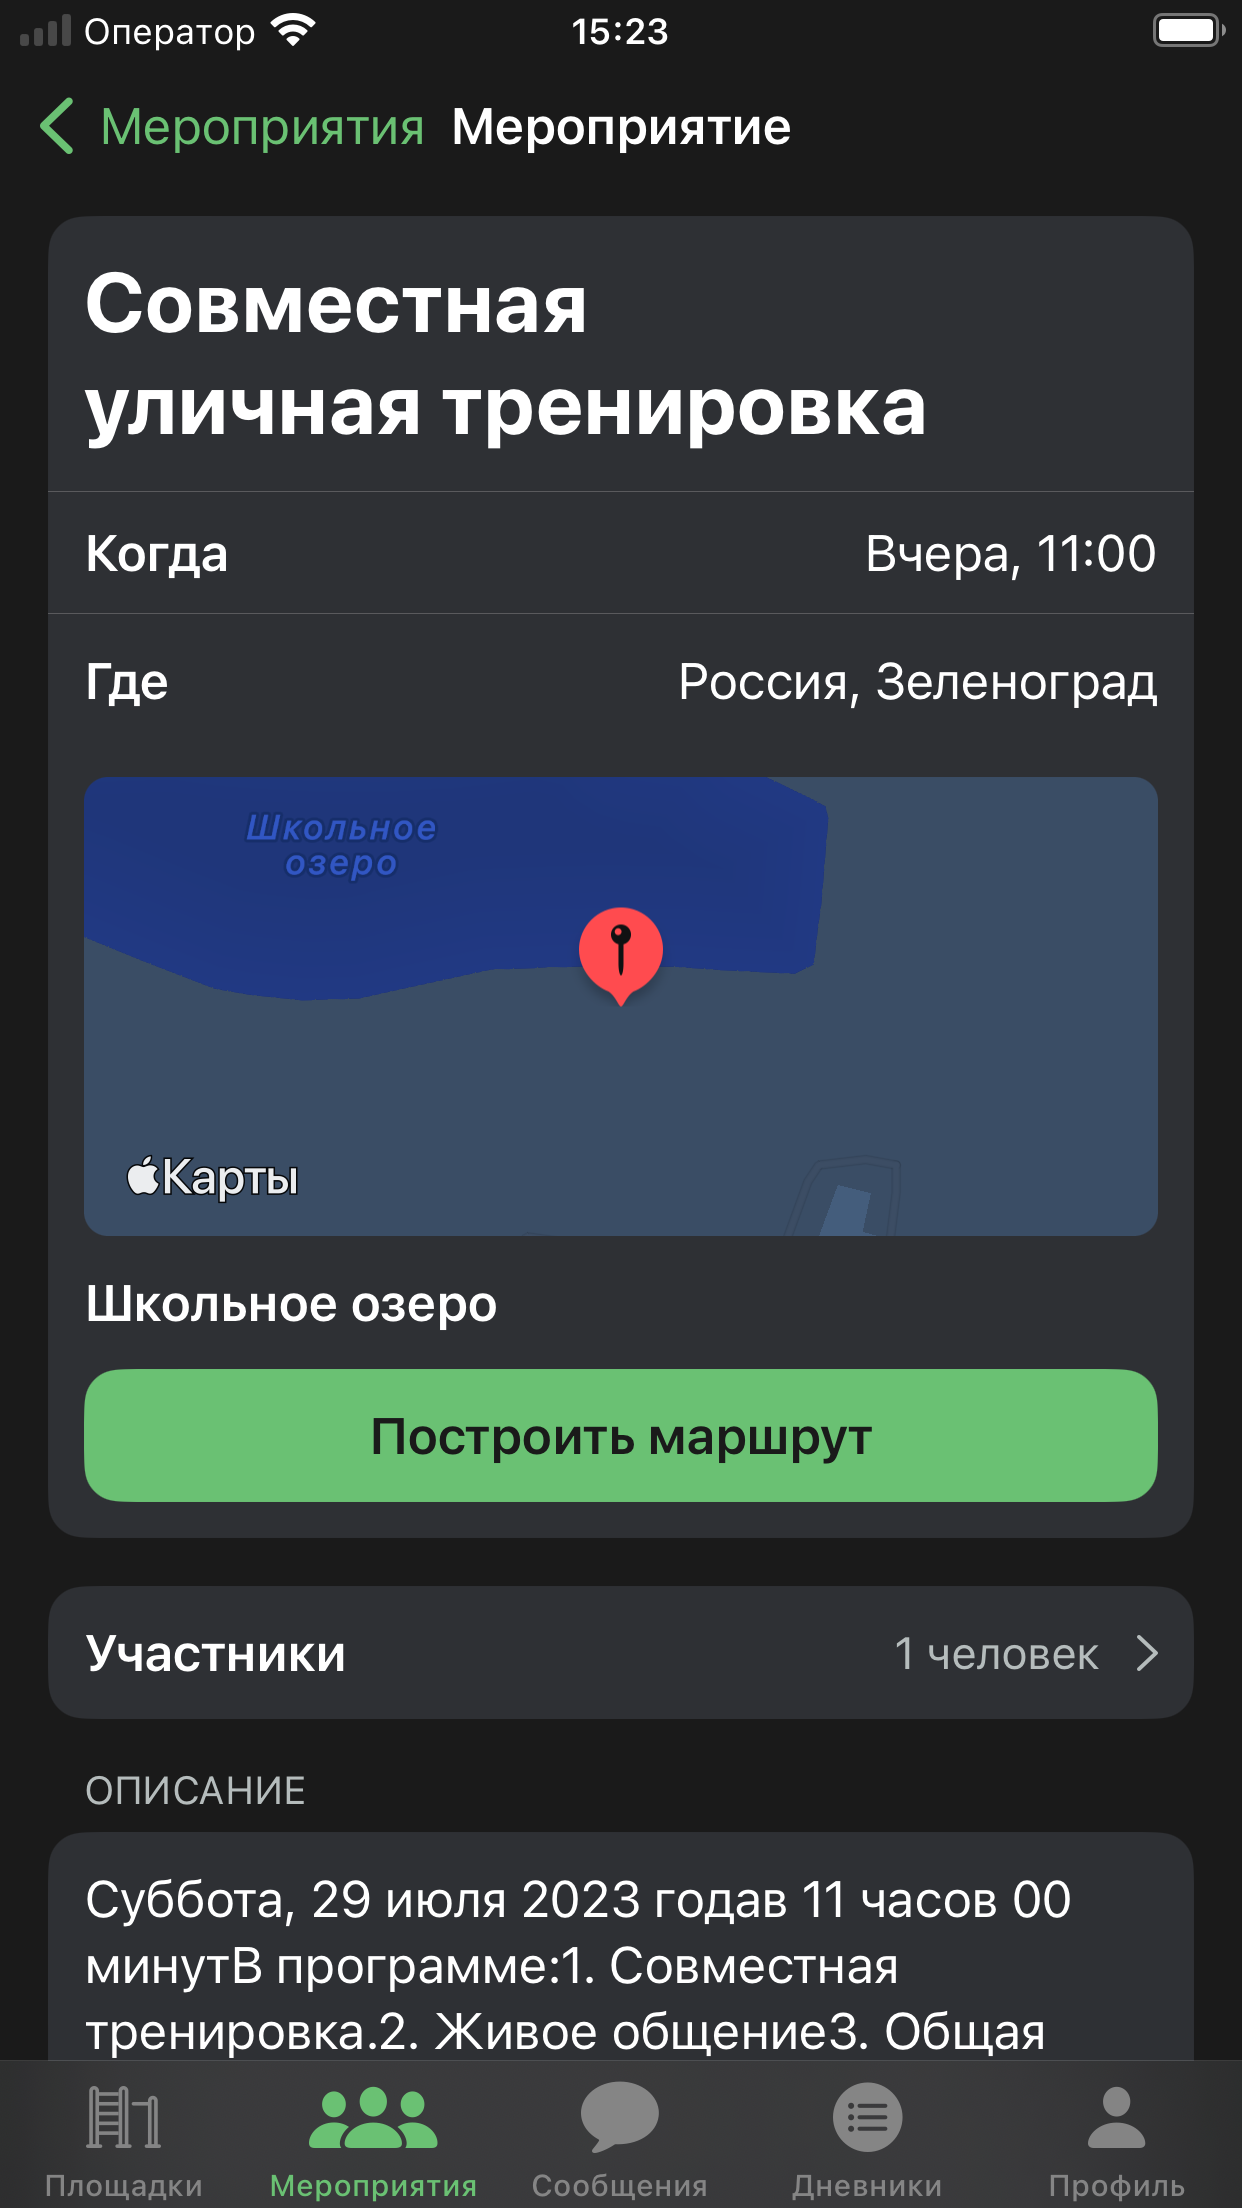 Оператор 15:23
Мероприятия Мероприятие
Совместная
уличная тренировка
Когда Вчера, 11:00
Где Россия, Зеленоград
Школьное
озеро
Карты
Школьное озеро
Построить маршрут
Участники 1 человек
ОПИСАНИЕ
Суббота, 29 июля 2023 годав 11 часов 00
минутВ программе:1. Совместная
тренировка.2. Живое общение3. Общая
Площадки Мероприятия Сообщения Дневники Профиль